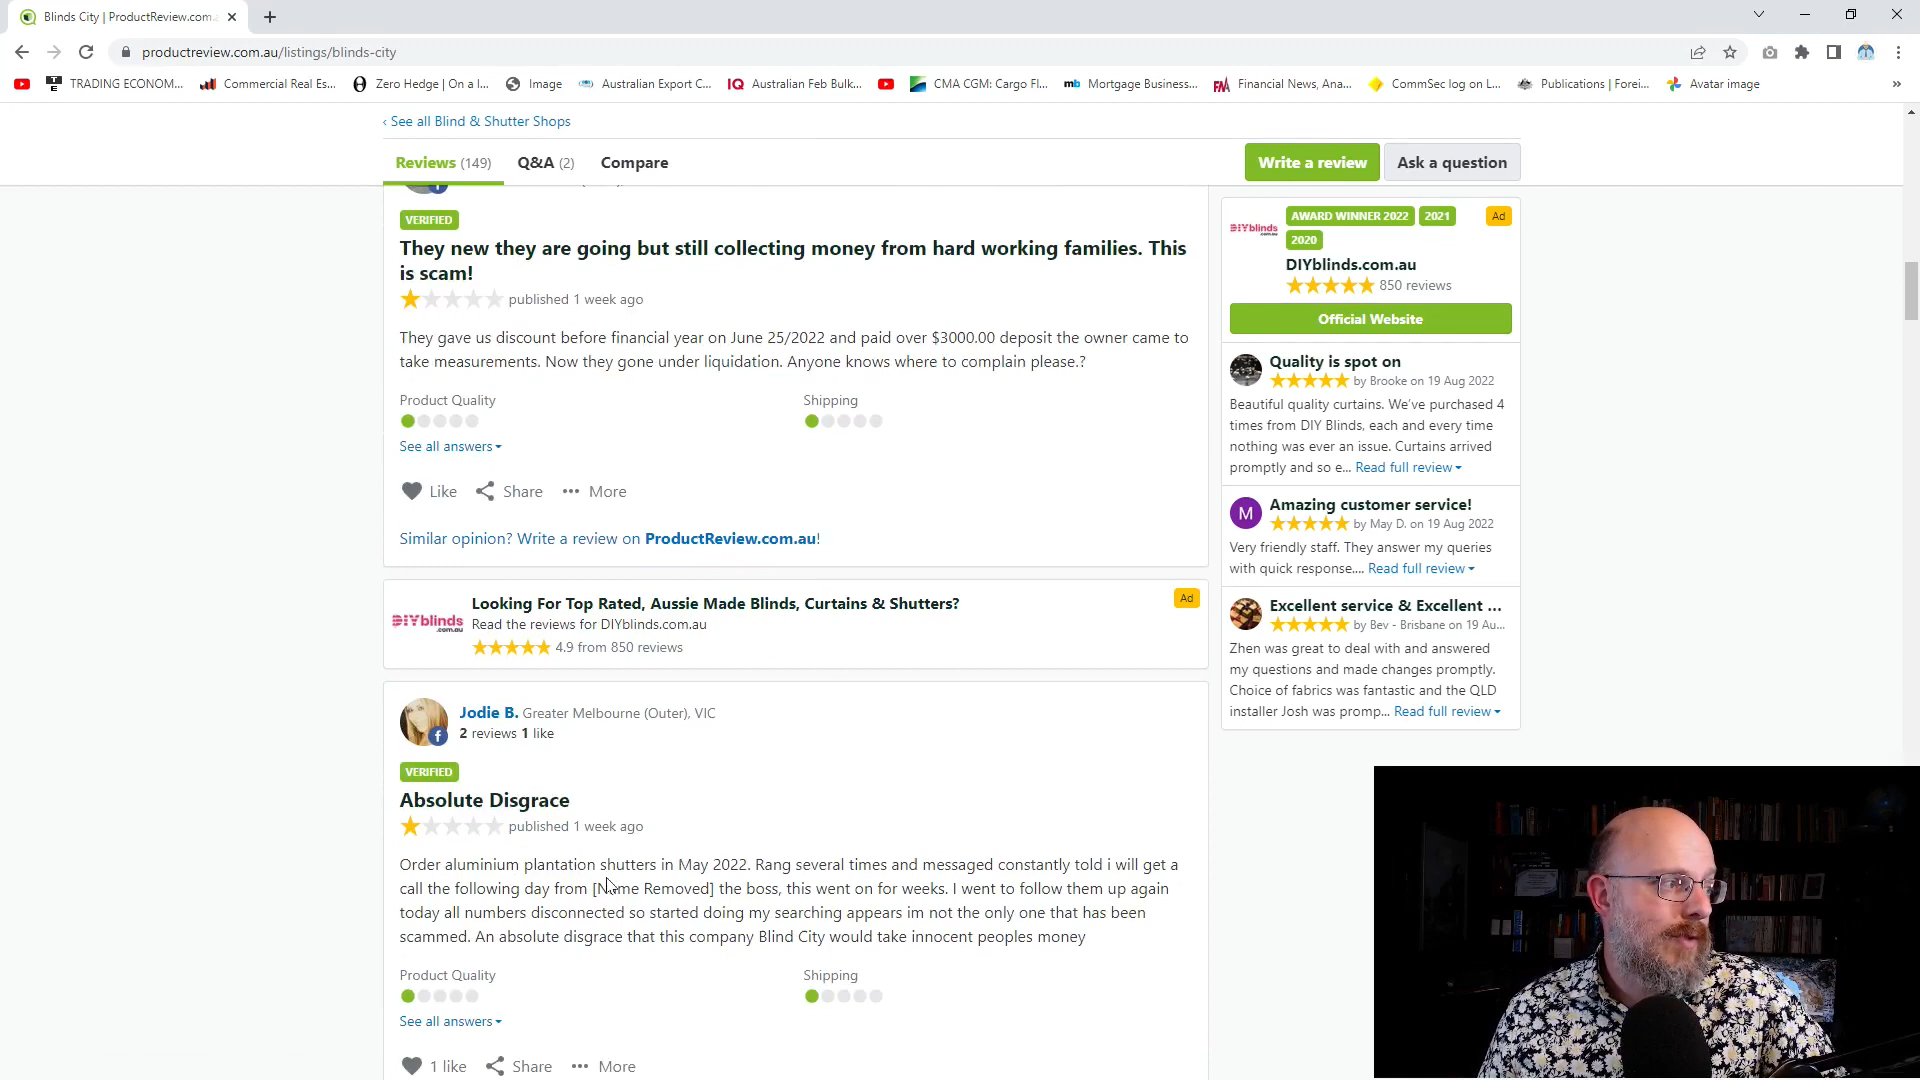 Blinds City | ProductReview.com.a
productreview.com.au/listings/blinds-city
TRADING ECONOM...
Commercial Real Es...
Zero Hedge | On a l...
Image
Australian Export C...
Australian Feb Bulk...
CMA CGM: Cargo Fl...
Mortgage Business...
Financial News, Ana...
CommSec log on L...
Publications | Forei...
Avatar image
»
‹ See all Blind & Shutter Shops
Reviews (149)
Q&A (2)
Compare
Write a review
Ask a question
VERIFIED
They new they are going but still collecting money from hard working families. This
is scam!
published 1 week ago
They gave us discount before financial year on June 25/2022 and paid over $3000.00 deposit the owner came to
take measurements. Now they gone under liquidation. Anyone knows where to complain please.?
Product Quality
Shipping
See all answers
Like
Share
More
Similar opinion? Write a review on ProductReview.com.au!
DIYblinds
.com.au
Looking For Top Rated, Aussie Made Blinds, Curtains & Shutters?
Ad
Read the reviews for DIYblinds.com.au
4.9 from 850 reviews
Jodie B. Greater Melbourne (Outer), VIC
2 reviews 1 like
VERIFIED
Absolute Disgrace
published 1 week ago
Order aluminium plantation shutters in May 2022. Rang several times and messaged constantly told i will get a
call the following day from [Name Removed] the boss, this went on for weeks. I went to follow them up again
today all numbers disconnected so started doing my searching appears im not the only one that has been
scammed. An absolute disgrace that this company Blind City would take innocent peoples money
Product Quality
Shipping
See all answers
1 like
Share
More
DIYblinds
.com.au
AWARD WINNER 2022
2021
Ad
2020
DIYblinds.com.au
850 reviews
Official Website
Quality is spot on
by Brooke on 19 Aug 2022
Beautiful quality curtains. We've purchased 4
times from DIY Blinds, each and every time
nothing was ever an issue. Curtains arrived
promptly and so e... Read full review
M
Amazing customer service!
by May D. on 19 Aug 2022
Very friendly staff. They answer my queries
with quick response.... Read full review
Excellent service & Excellent ...
by Bev - Brisbane on 19 Au...
Zhen was great to deal with and answered
my questions and made changes promptly.
Choice of fabrics was fantastic and the QLD
installer Josh was promp... Read full review